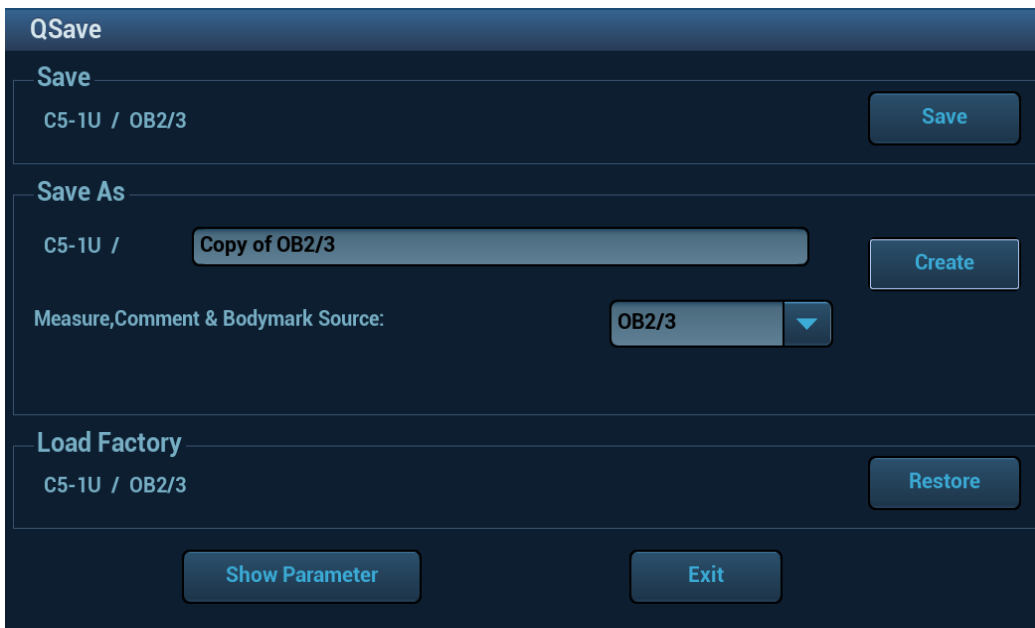 QSave
Save
C5-1U / OB2/3
Save
Save As
C5-1U /
Copy of OB2/3
Create
Measure,Comment & Bodymark Source:
OB2/3
Load Factory
C5-1U / OB2/3
Restore
Show Parameter
Exit